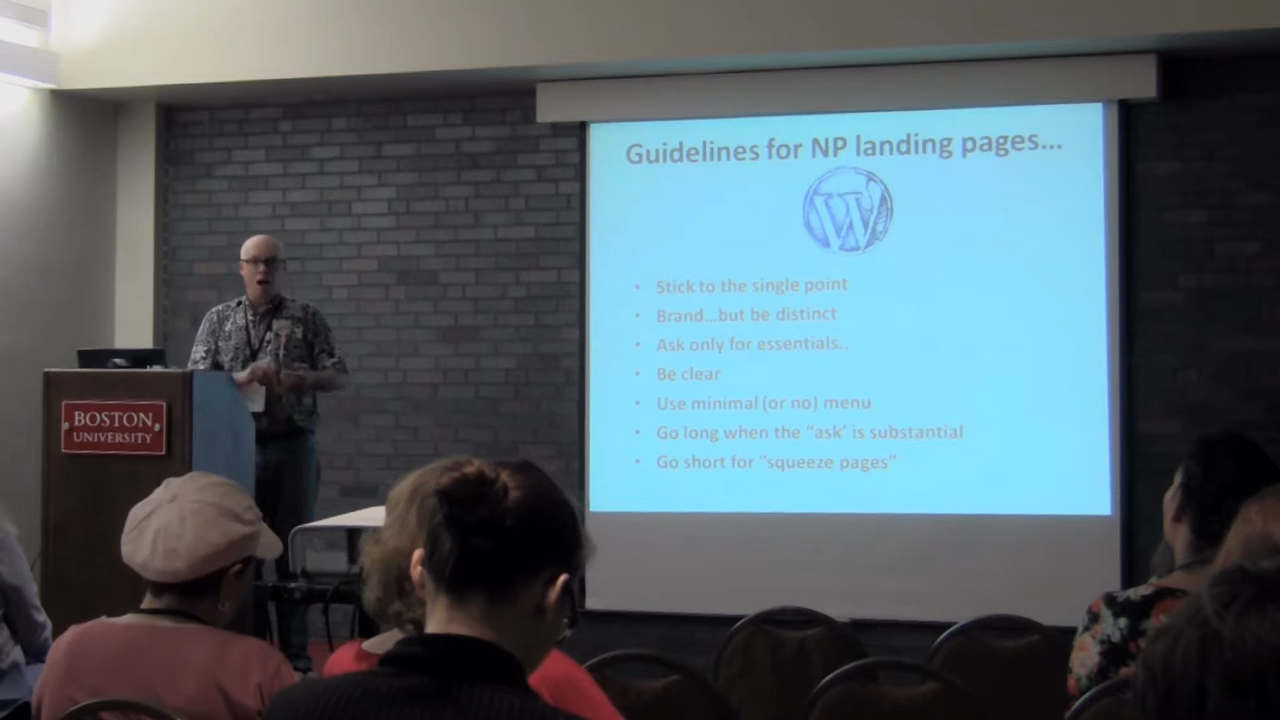 Guidelines for NP landing pages...
W
• Stick to the single point
• Brand...but be distinct
• Ask only for essentials..
• Be clear
• Use minimal (or no) menu
• Go long when the “ask’ is substantial
• Go short for “squeeze pages”
BOSTON
UNIVERSITY